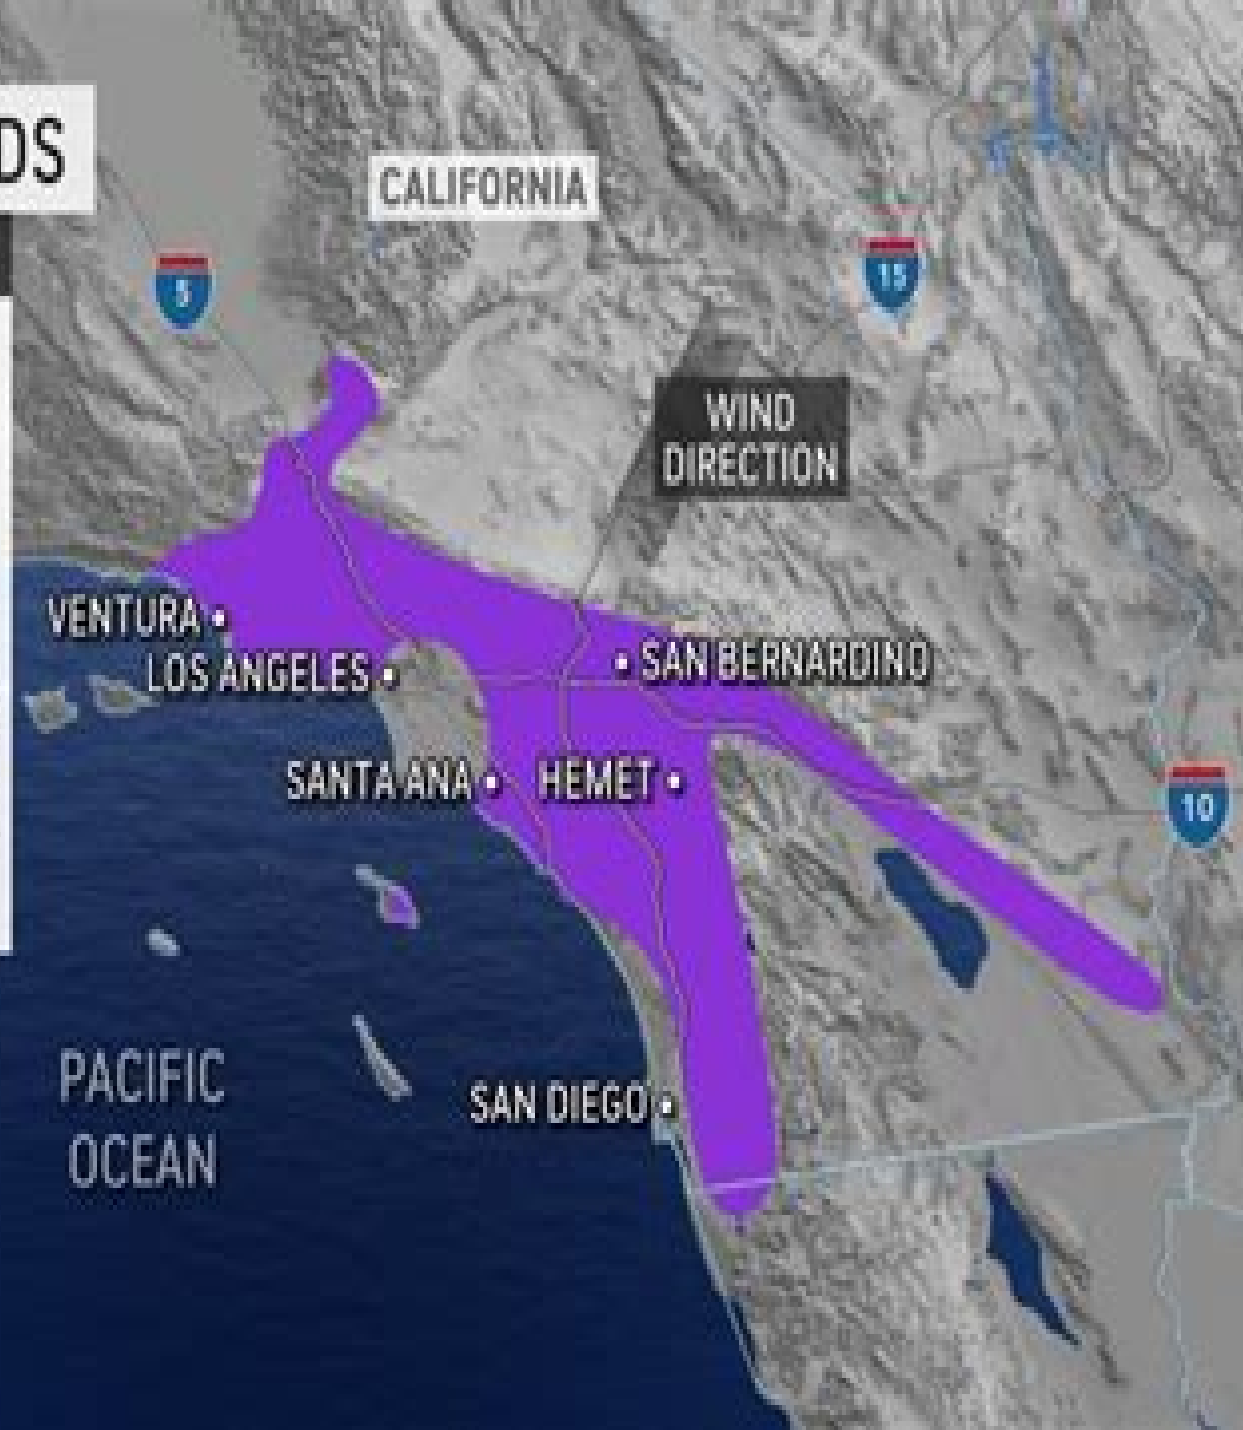 DS
CALIFORNIA
5
15
WIND
DIRECTION
VENTURA
SAN BERNARDINO
LOS ANGELES
SANTA ANA
HEMET
10
PACIFIC
OCEAN
SAN DIEGO